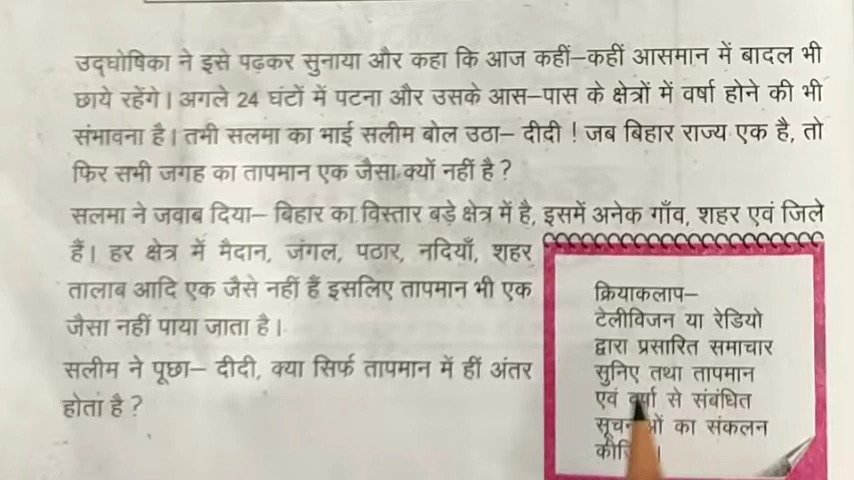 उद्घोषिका ने इसे पढ़कर सुनाया और कहा कि आज कहीं–कहीं आसमान में बादल भी
छाये रहेंगे। अगले 24 घंटों में पटना और उसके आस–पास के क्षेत्रों में वर्षा होने की भी
संभावना है। तभी सलमा का भाई सलीम बोल उठा– दीदी ! जब बिहार राज्य एक है, तो
फिर सभी जगह का तापमान एक जैसा क्यों नहीं है ?
सलमा ने जवाब दिया– बिहार का विस्तार बड़े क्षेत्र में है, इसमें अनेक गाँव, शहर एवं जिले
हैं। हर क्षेत्र में मैदान, जंगल, पठार, नदियाँ, शहर
तालाब आदि एक जैसे नहीं हैं इसलिए तापमान भी एक
जैसा नहीं पाया जाता है।
सलीम ने पूछा– दीदी, क्या सिर्फ तापमान में हीं अंतर
होता है ?
क्रियाकलाप–
टेलीविजन या रेडियो
द्वारा प्रसारित समाचार
सुनिए तथा तापमान
एवं वर्षा से संबंधित
का संकलन